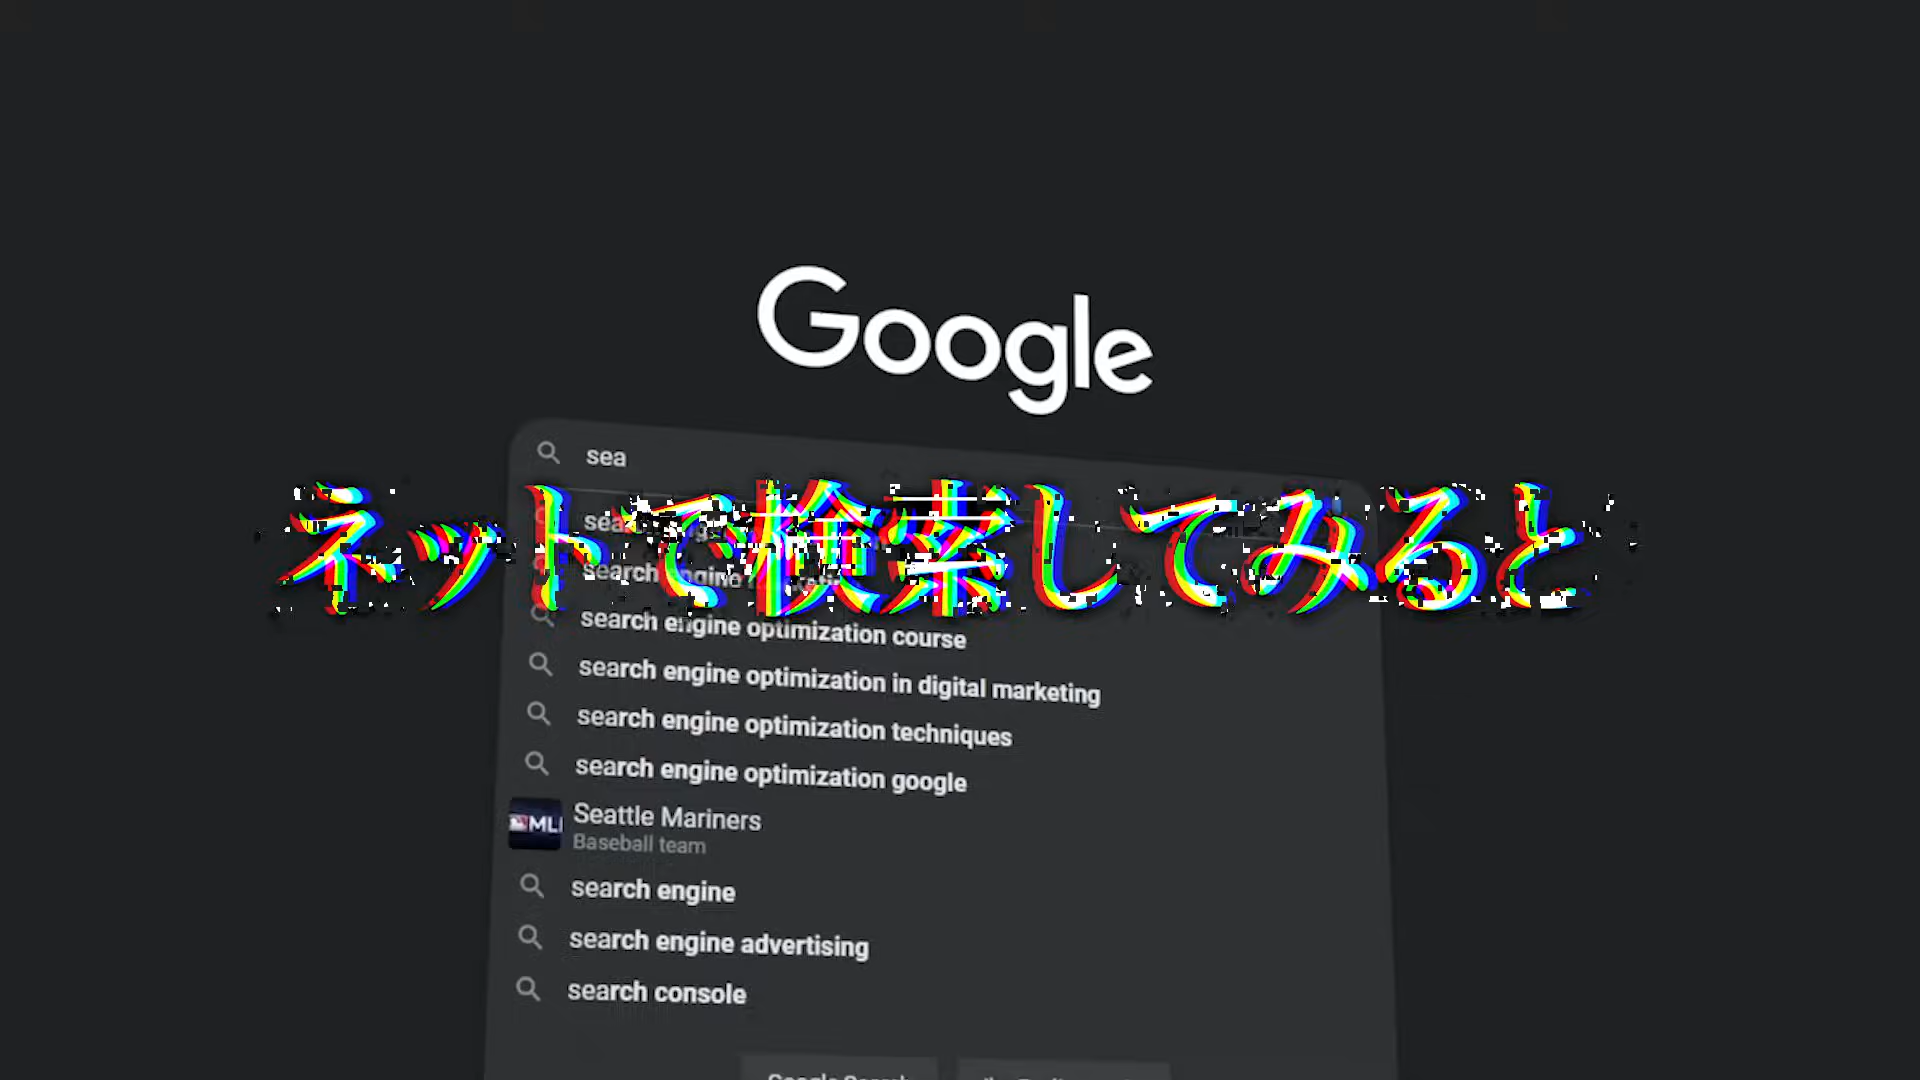 Google
sea
ネットで検索してみると
search engine optimization course
search engine optimization in digital marketing
search engine optimization techniques
search engine optimization google
Seattle Mariners
Baseball team
search engine
search engine advertising
search console